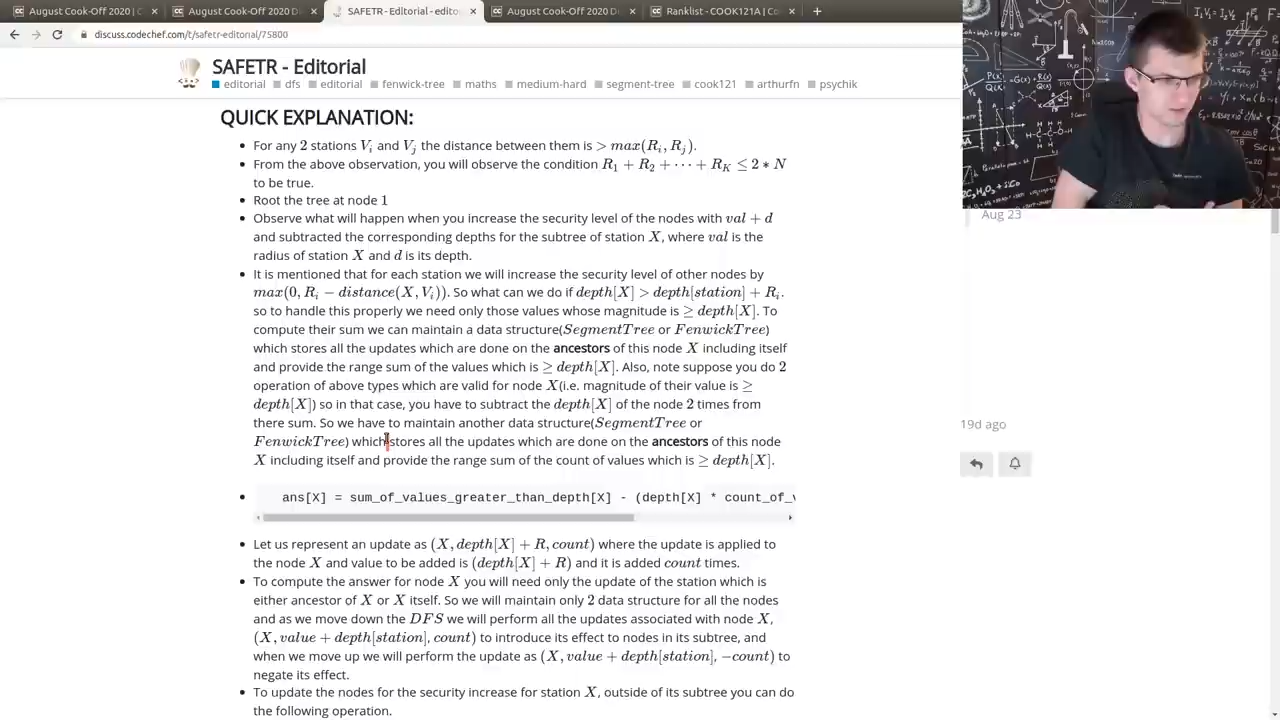 August Cook-Off 2020 | C
August Cook-Off 2020 Di
SAFETR - Editorial - edito
August Cook-Off 2020 D
Ranklist - COOK121A | Co
discuss.codechef.com/t/safetr-editorial/75800
SAFETR - Editorial
editorial dfs editorial fenwick-tree maths medium-hard segment-tree cook121 arthurfn psychik
QUICK EXPLANATION:
For any 2 stations V_i and V_j the distance between them is > max(R_i, R_j).
From the above observation, you will observe the condition R_1 + R_2 + ⋯ + R_K ≤ 2 * N
to be true.
Root the tree at node 1
Observe what will happen when you increase the security level of the nodes with val + d
and subtracted the corresponding depths for the subtree of station X, where val is the
radius of station X and d is its depth.
It is mentioned that for each station we will increase the security level of other nodes by
max(0, R_i − distance(X, V_i)). So what can we do if depth[X] > depth[station] + R_i.
so to handle this properly we need only those values whose magnitude is ≥ depth[X]. To
compute their sum we can maintain a data structure(SegmentTree or FenwickTree)
which stores all the updates which are done on the ancestors of this node X including itself
and provide the range sum of the values which is ≥ depth[X]. Also, note suppose you do 2
operation of above types which are valid for node X(i.e. magnitude of their value is ≥
depth[X]) so in that case, you have to subtract the depth[X] of the node 2 times from
there sum. So we have to maintain another data structure(SegmentTree or
FenwickTree) which stores all the updates which are done on the ancestors of this node
X including itself and provide the range sum of the count of values which is ≥ depth[X].
ans[X] = sum_of_values_greater_than_depth[X] - (depth[X] * count_of_v
Let us represent an update as (X, depth[X] + R, count) where the update is applied to
the node X and value to be added is (depth[X] + R) and it is added count times.
To compute the answer for node X you will need only the update of the station which is
either ancestor of X or X itself. So we will maintain only 2 data structure for all the nodes
and as we move down the DFS we will perform all the updates associated with node X,
(X, value + depth[station], count) to introduce its effect to nodes in its subtree, and
when we move up we will perform the update as (X, value + depth[station], −count) to
negate its effect.
To update the nodes for the security increase for station X, outside of its subtree you can do
the following operation.
Aug 23
19d ago